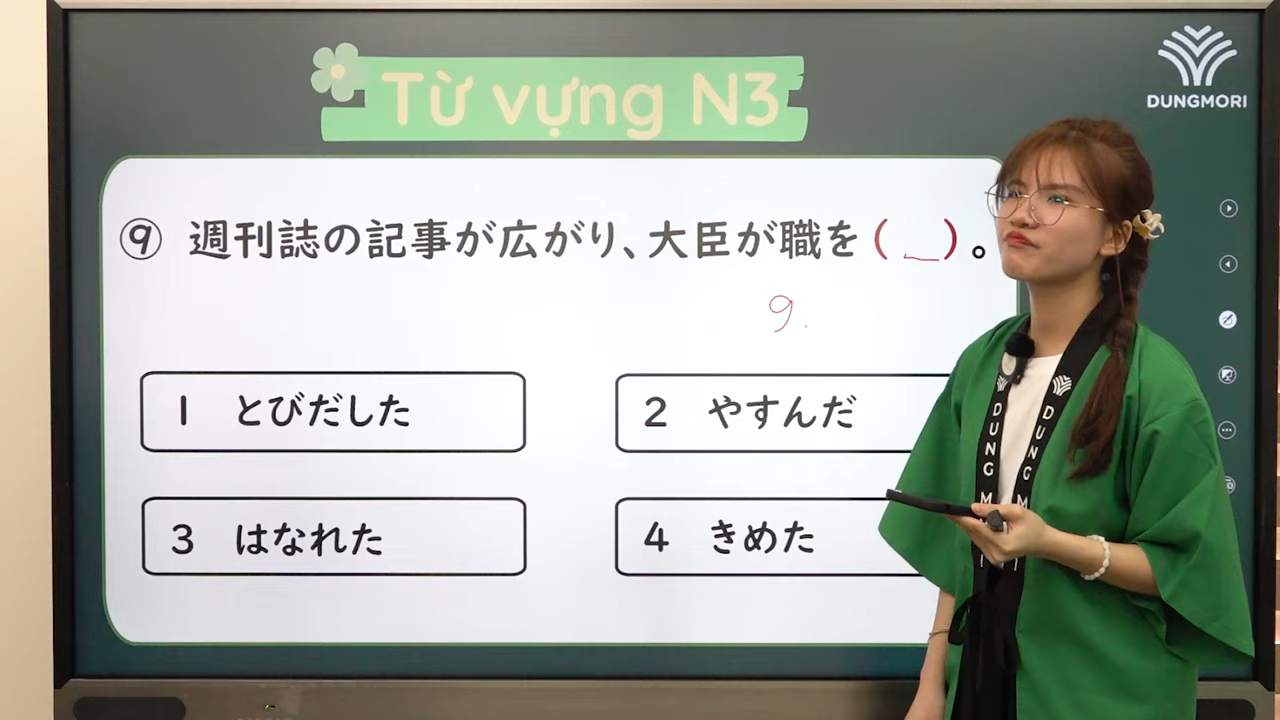 Từ vựng N3
DUNGMORI
⑨ 週刊誌の記事が広がり、大臣が職を( _ )。
9.
1 とびだした
2 やすんだ
3 はなれた
4 きめた
DUNG M
DUNG M